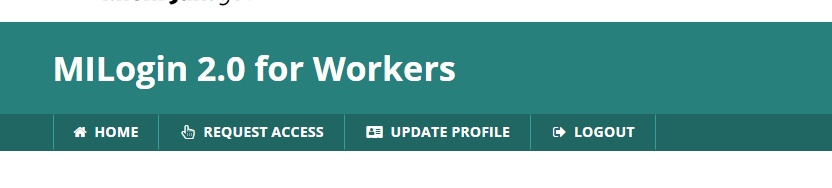 MILogin 2.0 for Workers
HOME REQUEST ACCESS UPDATE PROFILE LOGOUT